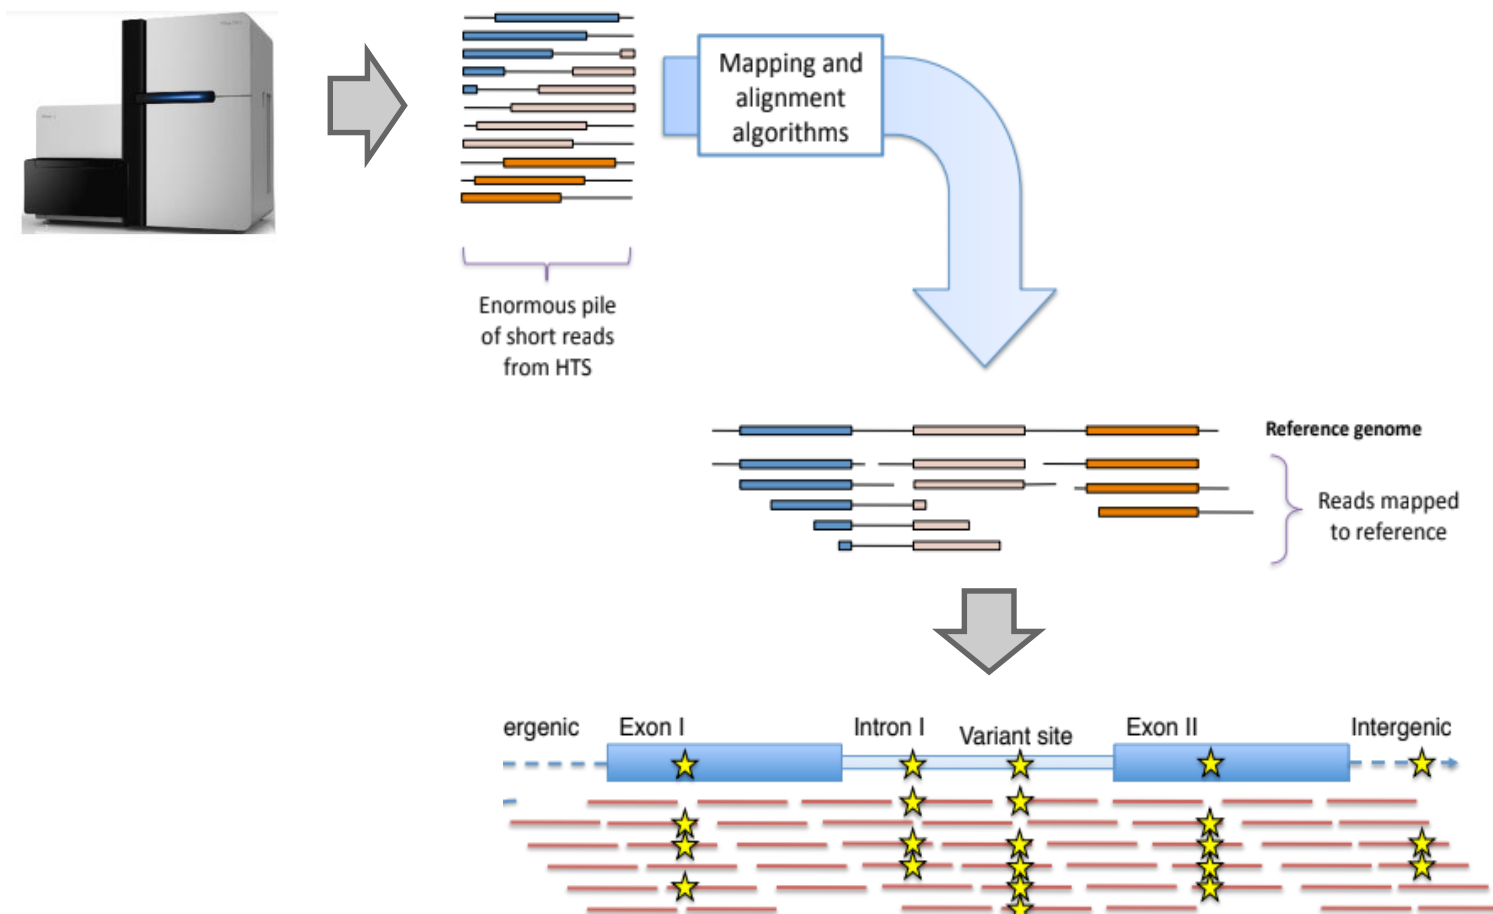 Mapping and
alignment
algorithms
Enormous pile
of short reads
from HTS
Reference genome
Reads mapped
to reference
ergenic
Exon I
Intron I
Variant site
Exon II
Intergenic